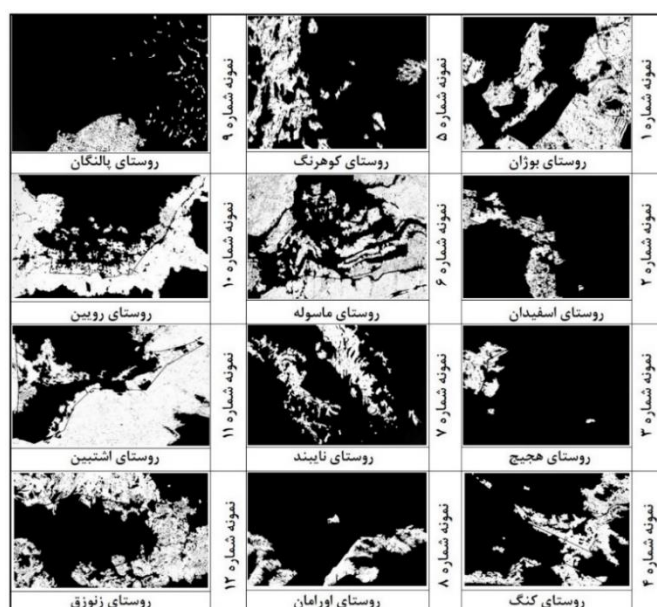 نمونه شماره ۱
روستای بوژان
نمونه شماره ۵
روستای کوهرنگ
نمونه شماره ۹
روستای پالنگان
نمونه شماره ۲
روستای اسفیدان
نمونه شماره ۶
روستای ماسوله
نمونه شماره ۱۰
روستای رویین
نمونه شماره ۳
روستای هجیج
نمونه شماره ۷
روستای نایبند
نمونه شماره ۱۱
روستای اشتبین
نمونه شماره ۴
روستای کنگ
نمونه شماره ۸
روستای اورامان
نمونه شماره ۱۲
روستای زنوزق